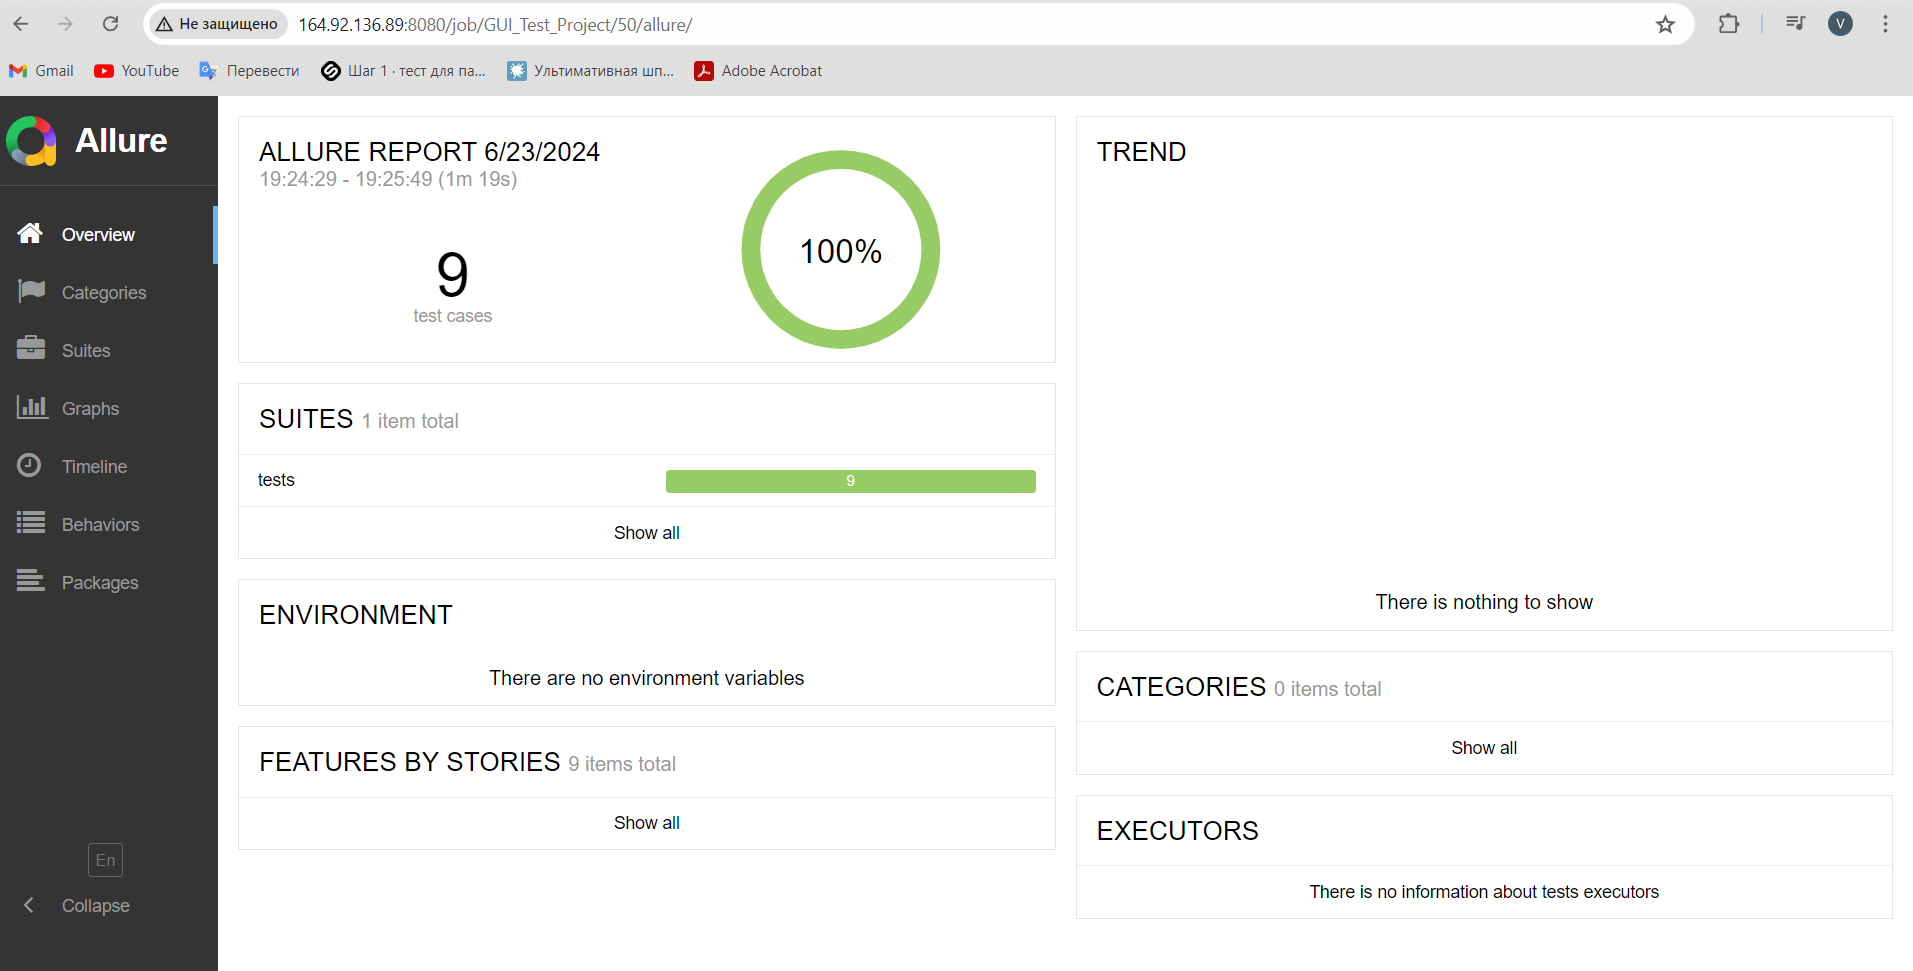 Не защищено
164.92.136.89:8080/job/GUI_Test_Project/50/allure/
V
Gmail
YouTube
Перевести
Шаг 1 · тест для па...
Ультимативная шп...
Adobe Acrobat
Allure
Overview
Categories
Suites
Graphs
Timeline
Behaviors
Packages
En
Collapse
ALLURE REPORT 6/23/2024
19:24:29 - 19:25:49 (1m 19s)
9
test cases
100%
SUITES 1 item total
tests
9
Show all
ENVIRONMENT
There are no environment variables
FEATURES BY STORIES 9 items total
Show all
TREND
There is nothing to show
CATEGORIES 0 items total
Show all
EXECUTORS
There is no information about tests executors